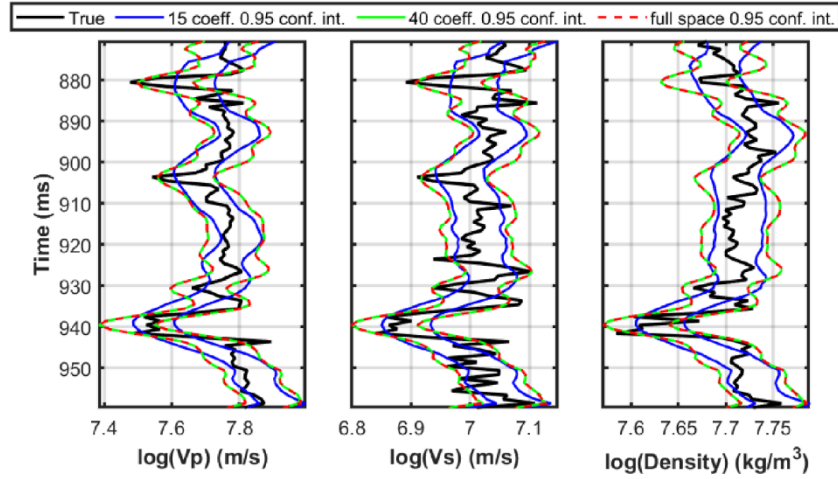 True 15 coeff. 0.95 conf. int. 40 coeff. 0.95 conf. int. full space 0.95 conf. int.
Time (ms)
880
890
900
910
920
930
940
950
7.4 7.6 7.8
6.8 6.9 7 7.1
7.6 7.65 7.7 7.75
log(Vp) (m/s) log(Vs) (m/s) log(Density) (kg/m³)